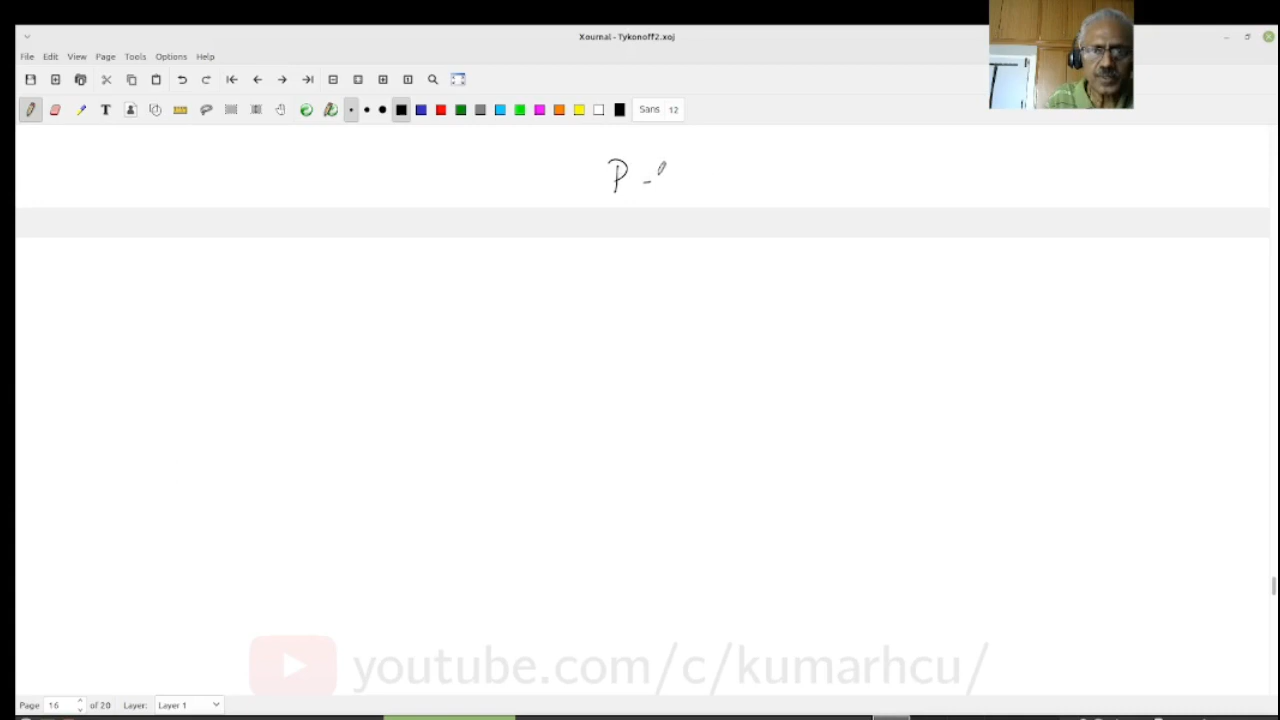 Xournal - Tykonoff2.xoj
File Edit View Page Tools Options Help
Sans 12
P -
youtube.com/c/kumarhcu/
Page 16 of 20 Layer: Layer 1